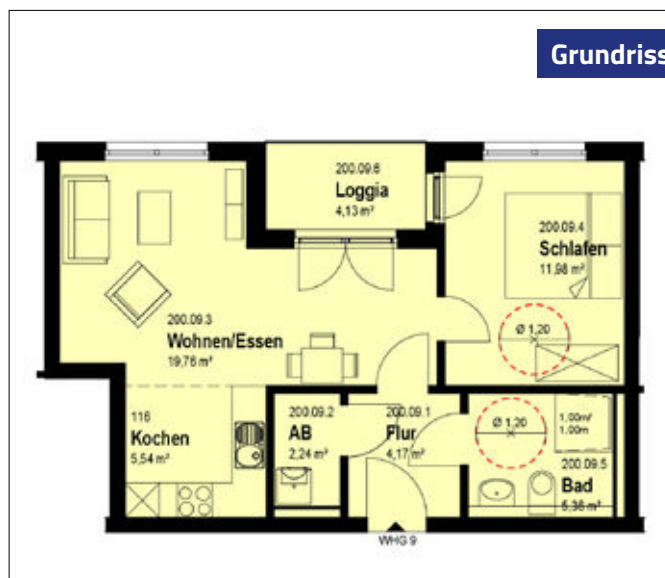 Grundriss
200.09.6
Loggia
4,13 m²
200.09.4
Schlafen
11,98 m²
Ø 1,20
200.09.3
Wohnen/Essen
19,76 m²
116
Kochen
5,54 m²
200.09.2
AB
2,24 m²
200.09.1
Flur
4,17 m²
Ø 1,20
1,00m/
1,00m
200.09.5
Bad
5,36 m²
WHG 9